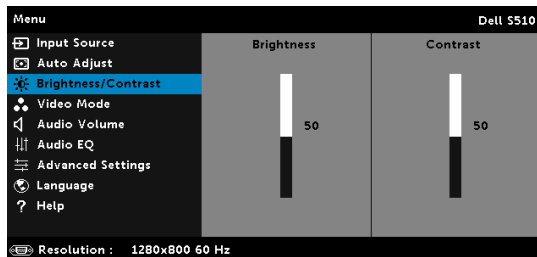 Menu Dell S510
Input Source
Auto Adjust
Brightness/Contrast
Video Mode
Audio Volume
Audio EQ
Advanced Settings
Language
? Help
Brightness Contrast
50 50
Resolution : 1280x800 60 Hz